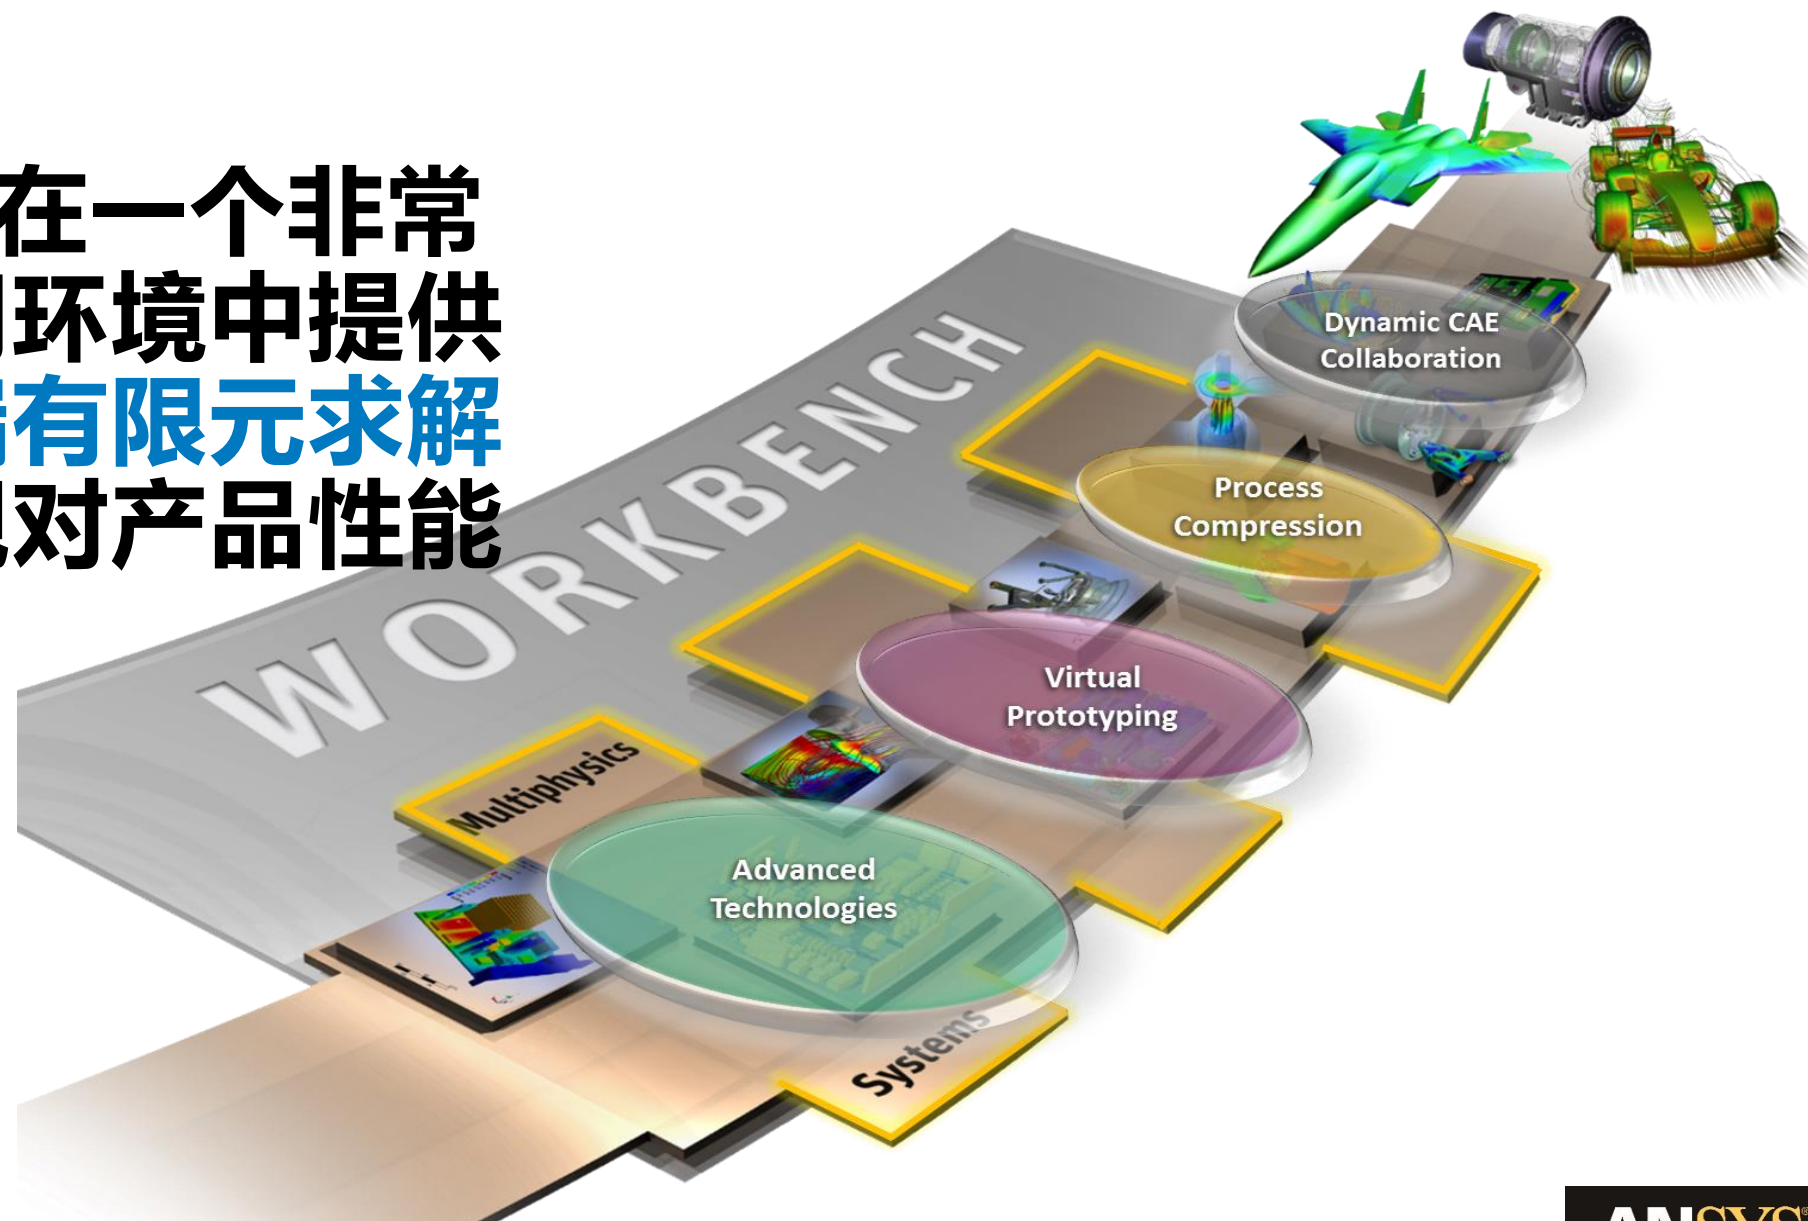 在一个非常
环境中提供
有限元求解
对产品性能
WORKBENCH
Dynamic CAE
Collaboration
Process
Compression
Virtual
Prototyping
Multiphysics
Advanced
Technologies
Systems
ANSYS®